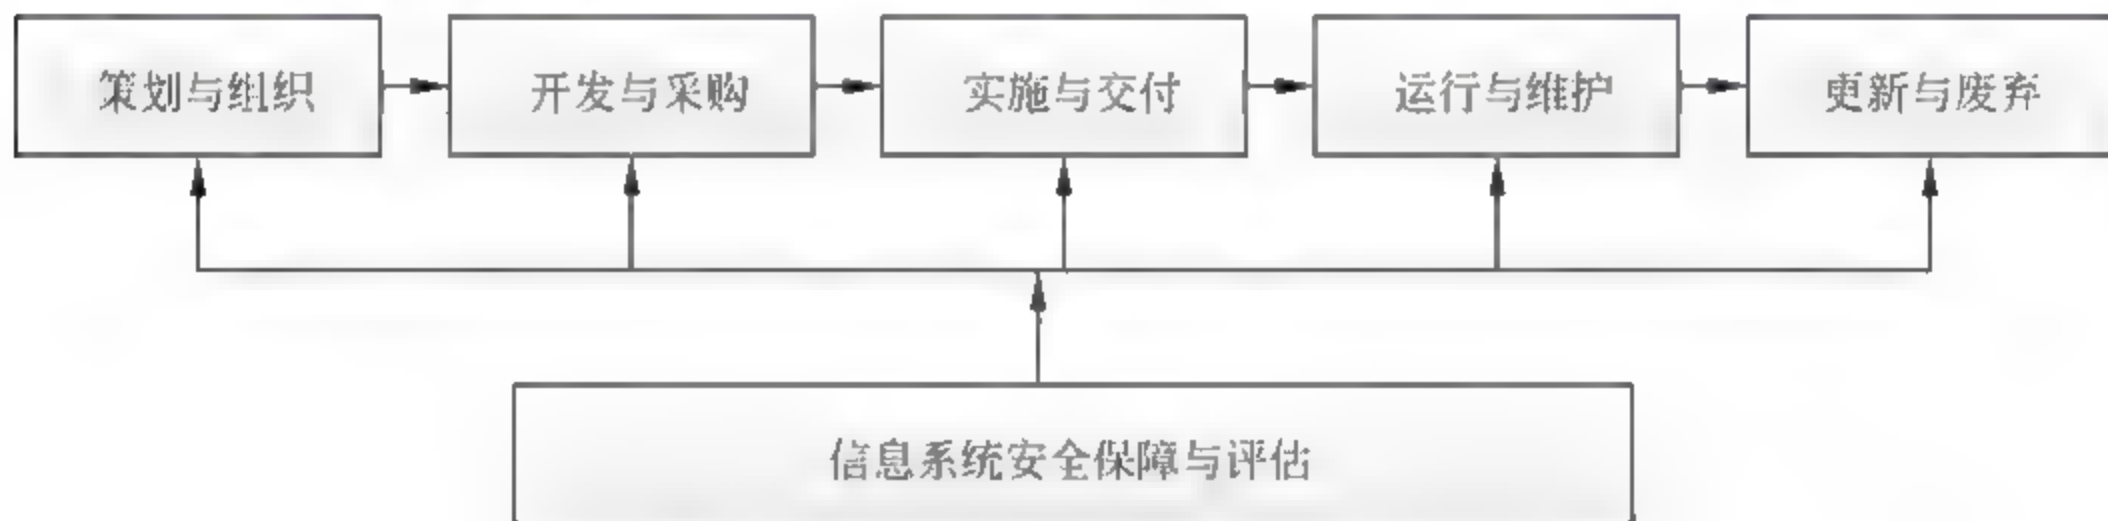 策划与组织
开发与采购
实施与交付
运行与维护
更新与废弃
信息系统安全保障与评估